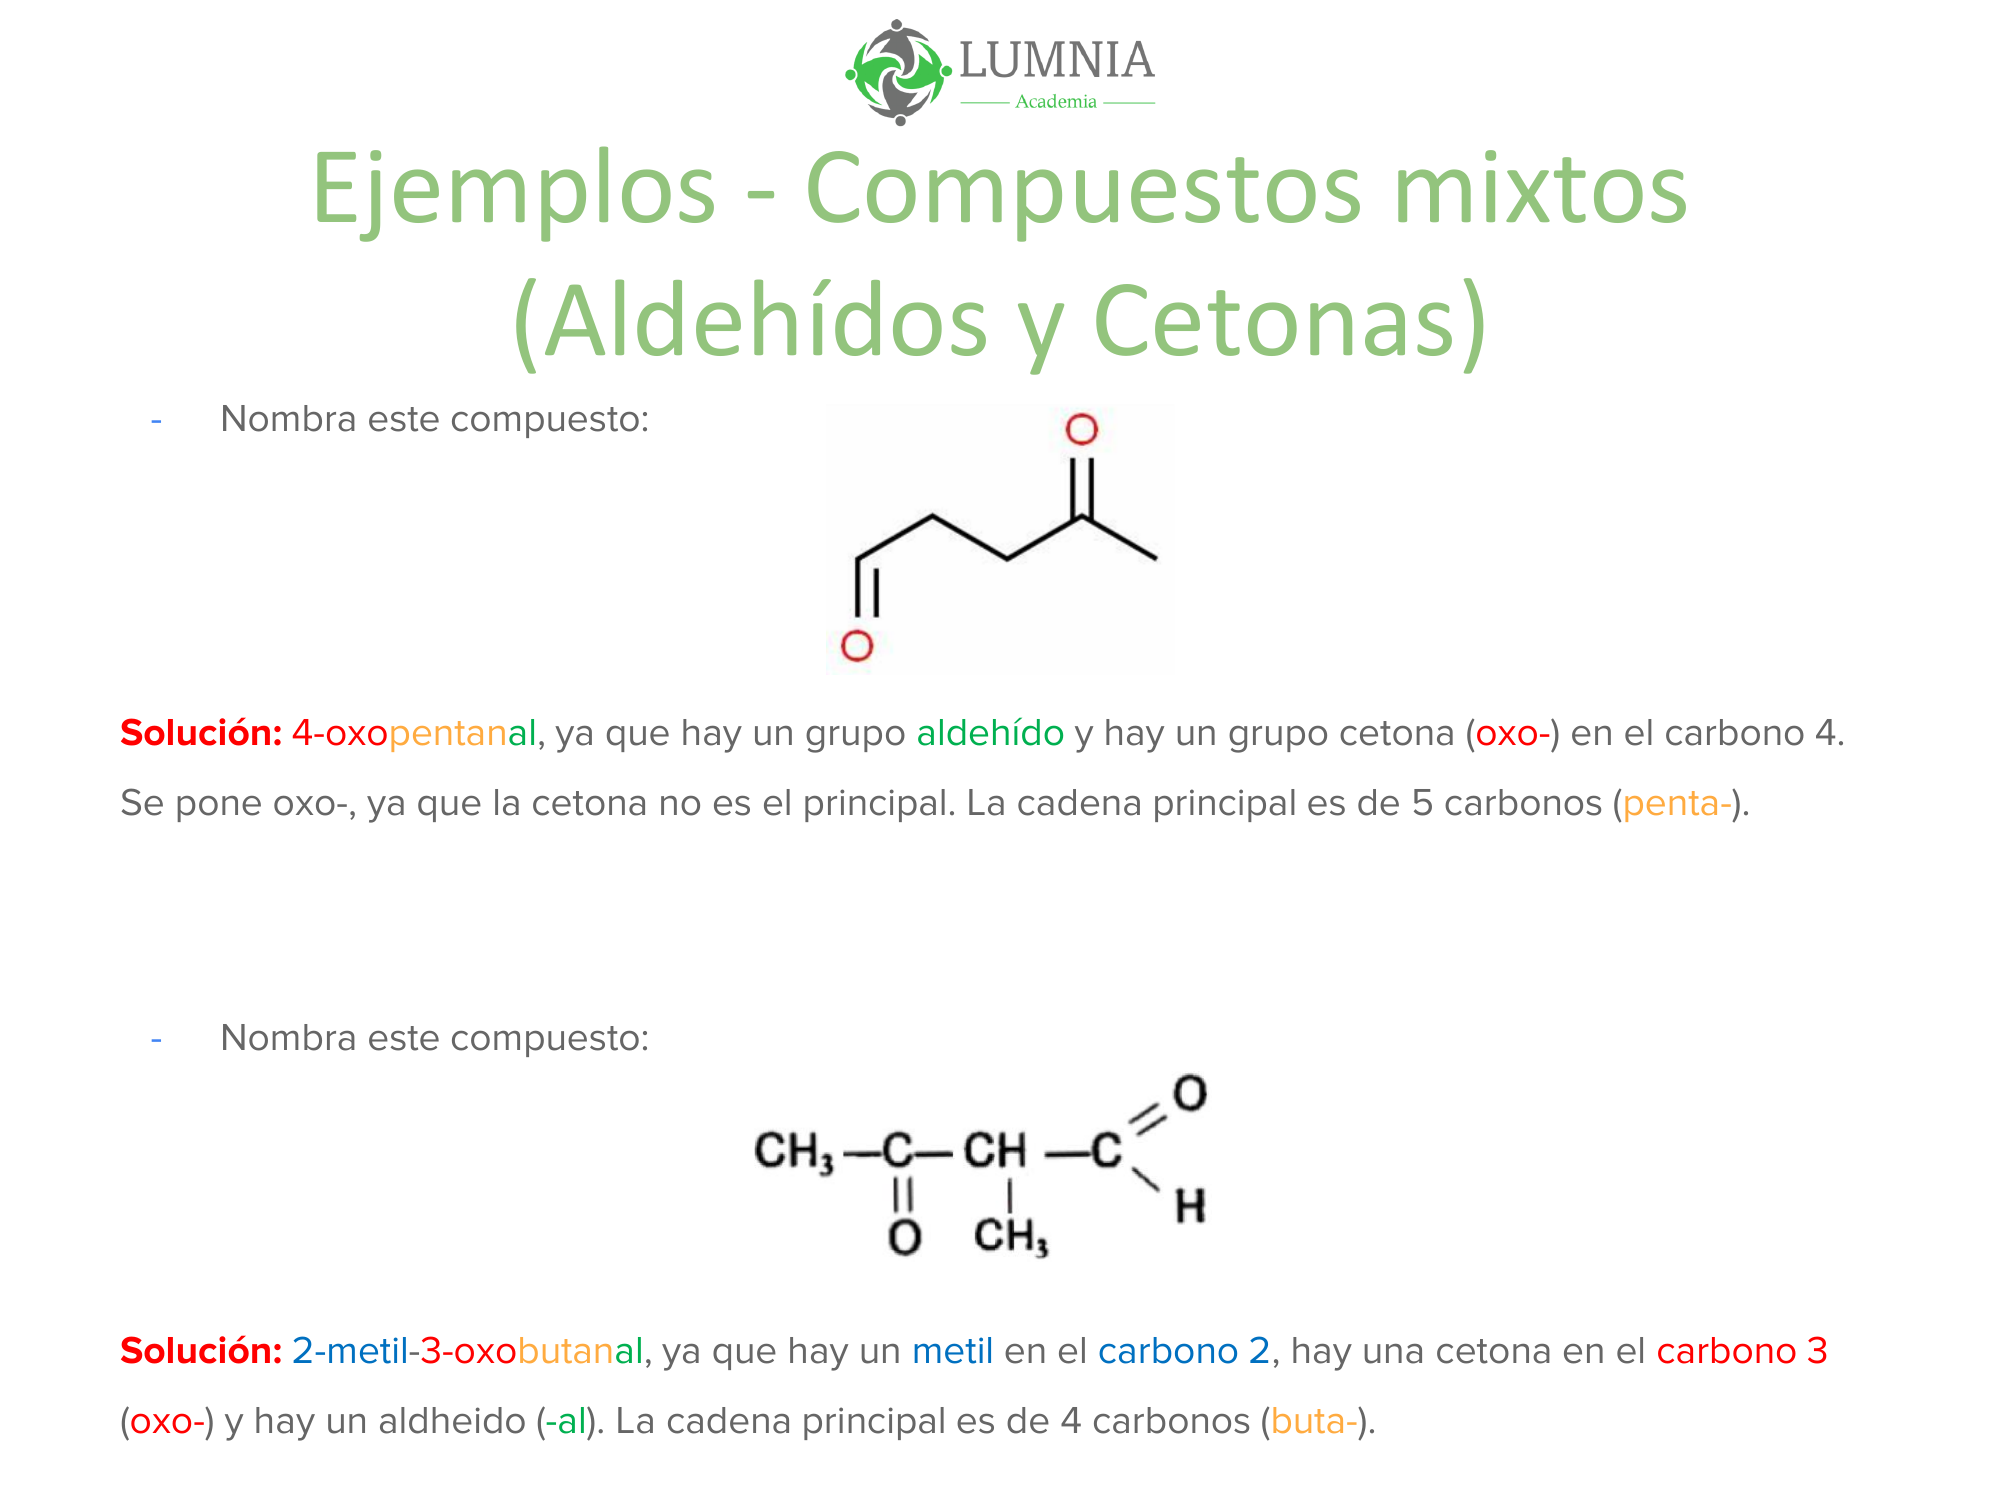 LUMNIA
Academia
Ejemplos - Compuestos mixtos
(Aldehídos y Cetonas)
- Nombra este compuesto:
O
O
Solución: 4-oxopentanal, ya que hay un grupo aldehído y hay un grupo cetona (oxo-) en el carbono 4.
Se pone oxo-, ya que la cetona no es el principal. La cadena principal es de 5 carbonos (penta-).
- Nombra este compuesto:
O
CH₃—C—CH—C
H
O CH₃
Solución: 2-metil-3-oxobutanal, ya que hay un metil en el carbono 2, hay una cetona en el carbono 3
(oxo-) y hay un aldheido (-al). La cadena principal es de 4 carbonos (buta-).